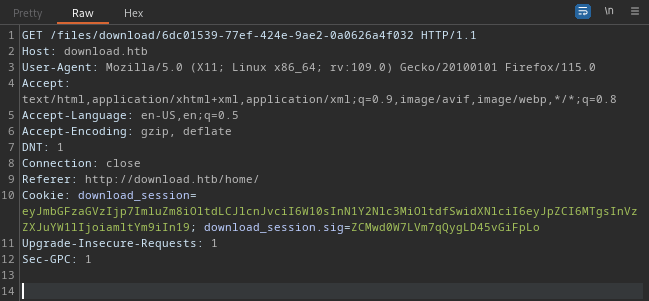 Pretty Raw Hex \n
1 GET /files/download/6dc01539-77ef-424e-9ae2-0a0626a4f032 HTTP/1.1
2 Host: download.htb
3 User-Agent: Mozilla/5.0 (X11; Linux x86_64; rv:109.0) Gecko/20100101 Firefox/115.0
4 Accept:
text/html,application/xhtml+xml,application/xml;q=0.9,image/avif,image/webp,*/*;q=0.8
5 Accept-Language: en-US,en;q=0.5
6 Accept-Encoding: gzip, deflate
7 DNT: 1
8 Connection: close
9 Referer: http://download.htb/home/
10 Cookie: download_session=
eyJmbGFzaGVzIjp7ImluZm8iOltdLCJlcnJvciI6W10sInN1Y2Nlc3MiOltdfSwidXNlciI6eyJpZCI6MTgsInVz
ZXJuYW1lIjoiamltYm9iIn19; download_session.sig=ZCMwd0W7LVm7qQygLD45vGiFpLo
11 Upgrade-Insecure-Requests: 1
12 Sec-GPC: 1
13
14